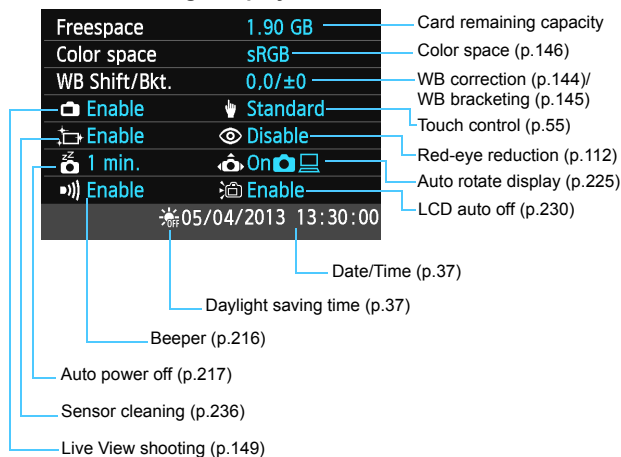 Freespace 1.90 GB
Color space sRGB
WB Shift/Bkt. 0,0/±0
Enable Standard
Enable Disable
zz 1 min. On
Enable Enable
OFF 05/04/2013 13:30:00
Card remaining capacity
Color space (p.146)
WB correction (p.144)/
WB bracketing (p.145)
Touch control (p.55)
Red-eye reduction (p.112)
Auto rotate display (p.225)
LCD auto off (p.230)
Date/Time (p.37)
Daylight saving time (p.37)
Beeper (p.216)
Auto power off (p.217)
Sensor cleaning (p.236)
Live View shooting (p.149)